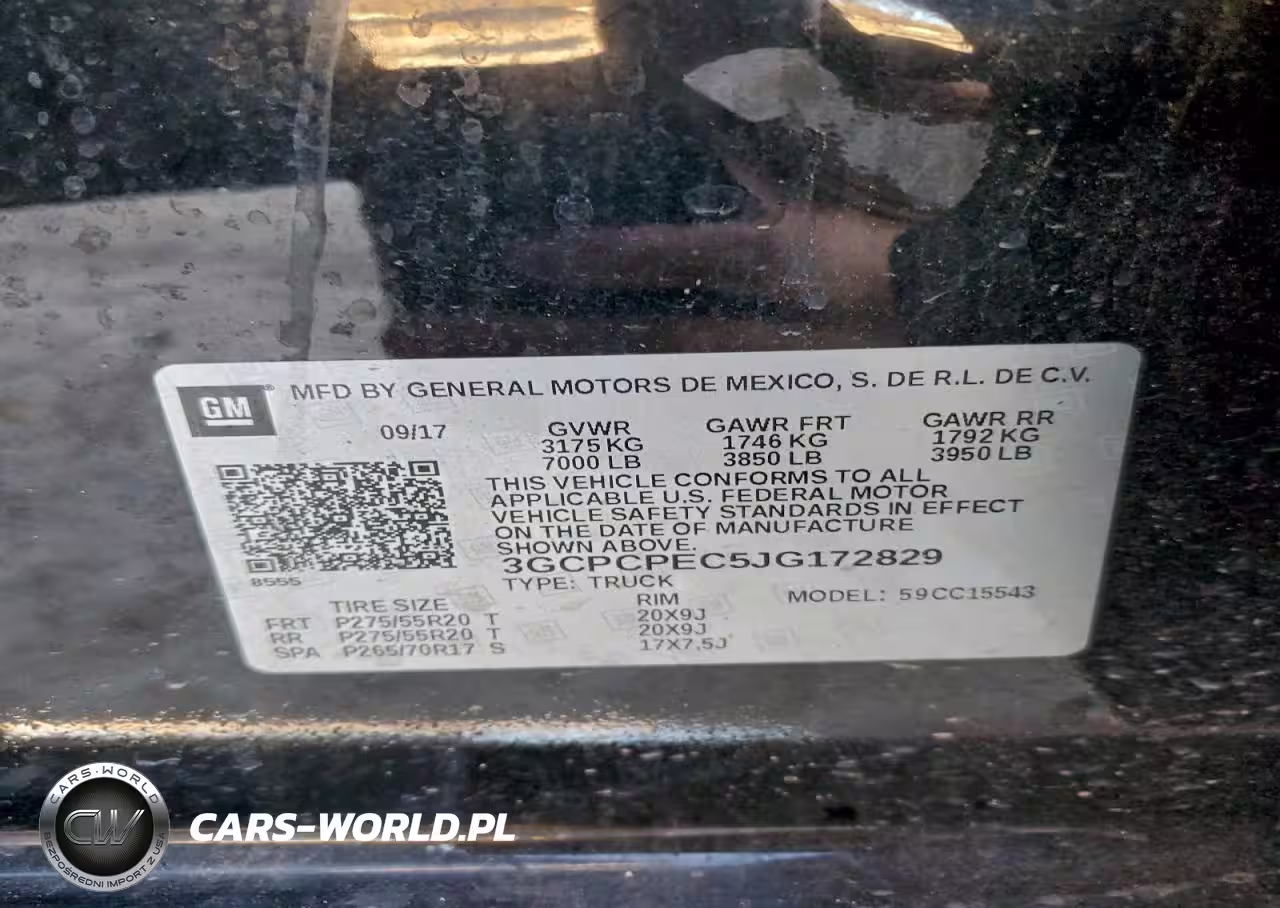 GM
MFD BY GENERAL MOTORS DE MEXICO, S. DE R.L. DE C.V.
09/17 GVWR GAWR FRT GAWR RR
3175 KG 1746 KG 1792 KG
7000 LB 3850 LB 3950 LB
THIS VEHICLE CONFORMS TO ALL
APPLICABLE U.S. FEDERAL MOTOR
VEHICLE SAFETY STANDARDS IN EFFECT
ON THE DATE OF MANUFACTURE
SHOWN ABOVE.
3GCPCPEC5JG172829
8555
TYPE: TRUCK
MODEL: 59CC15543
TIRE SIZE RIM
FRT P275/55R20 T 20X9J
RR P275/55R20 T 20X9J
SPA P265/70R17 S 17X7,5J
CARS-WORLD
CW
BEZPOŚREDNI IMPORT Z USA
CARS-WORLD.PL